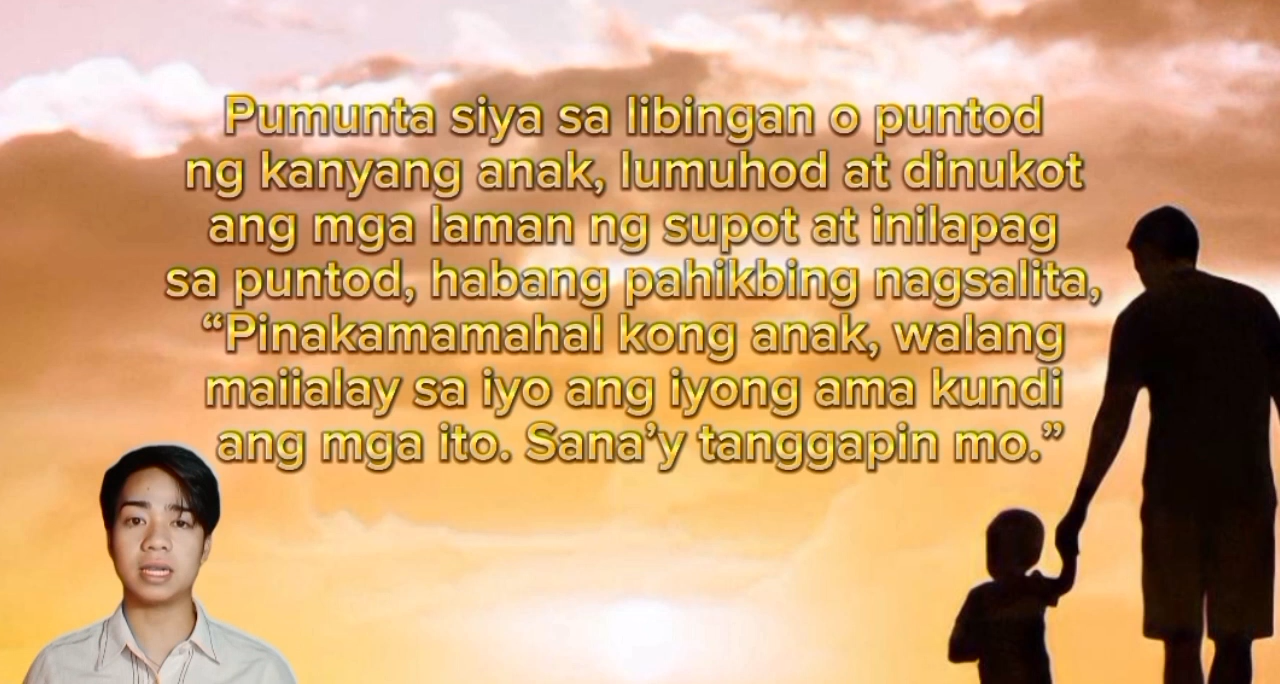 Pumunta siya sa libingan o puntod
ng kanyang anak, lumuhod at dinukot
ang mga laman ng supot at inilapag
sa puntod, habang pahikbing nagsalita,
“Pinakamamahal kong anak, walang
maiialay sa iyo ang iyong ama kundi
ang mga ito. Sana’y tanggapin mo.”